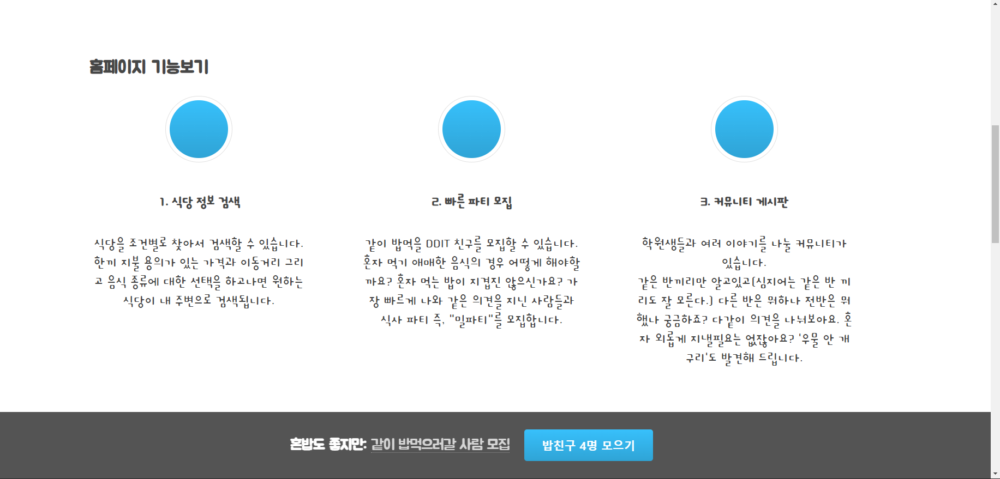 홈페이지 기능보기
1. 식당 정보 검색
식당을 조건별로 찾아서 검색할 수 있습니다.
한끼 지불 용의가 있는 가격과 이동거리 그리
고 음식 종류에 대한 선택을 하고나면 원하는
식당이 내 주변으로 검색됩니다.
2. 빠른 파티 모집
같이 밥먹을 DDIT 친구를 모집할 수 있습니다.
혼자 먹기 애매한 음식의 경우 어떻게 해야할
까요? 혼자 먹는 밥이 지겹진 않으신가요? 가
장 빠르게 나와 같은 의견을 지닌 사람들과
식사 파티 즉, "밀파티"를 모집합니다.
3. 커뮤니티 게시판
학원생들과 여러 이야기를 나눌 커뮤니티가
있습니다.
같은 반끼리만 알고있고(심지어는 같은 반 끼
리도 잘 모른다.) 다른 반은 뭐하나 전반은 뭐
했나 궁금하죠? 다같이 의견을 나눠보아요. 혼
자 외롭게 지낼필요는 없잖아요? '우물 안 개
구리'도 발견해 드립니다.
혼밥도 좋지만: 같이 밥먹으러갈 사람 모집
밥친구 4명 모으기